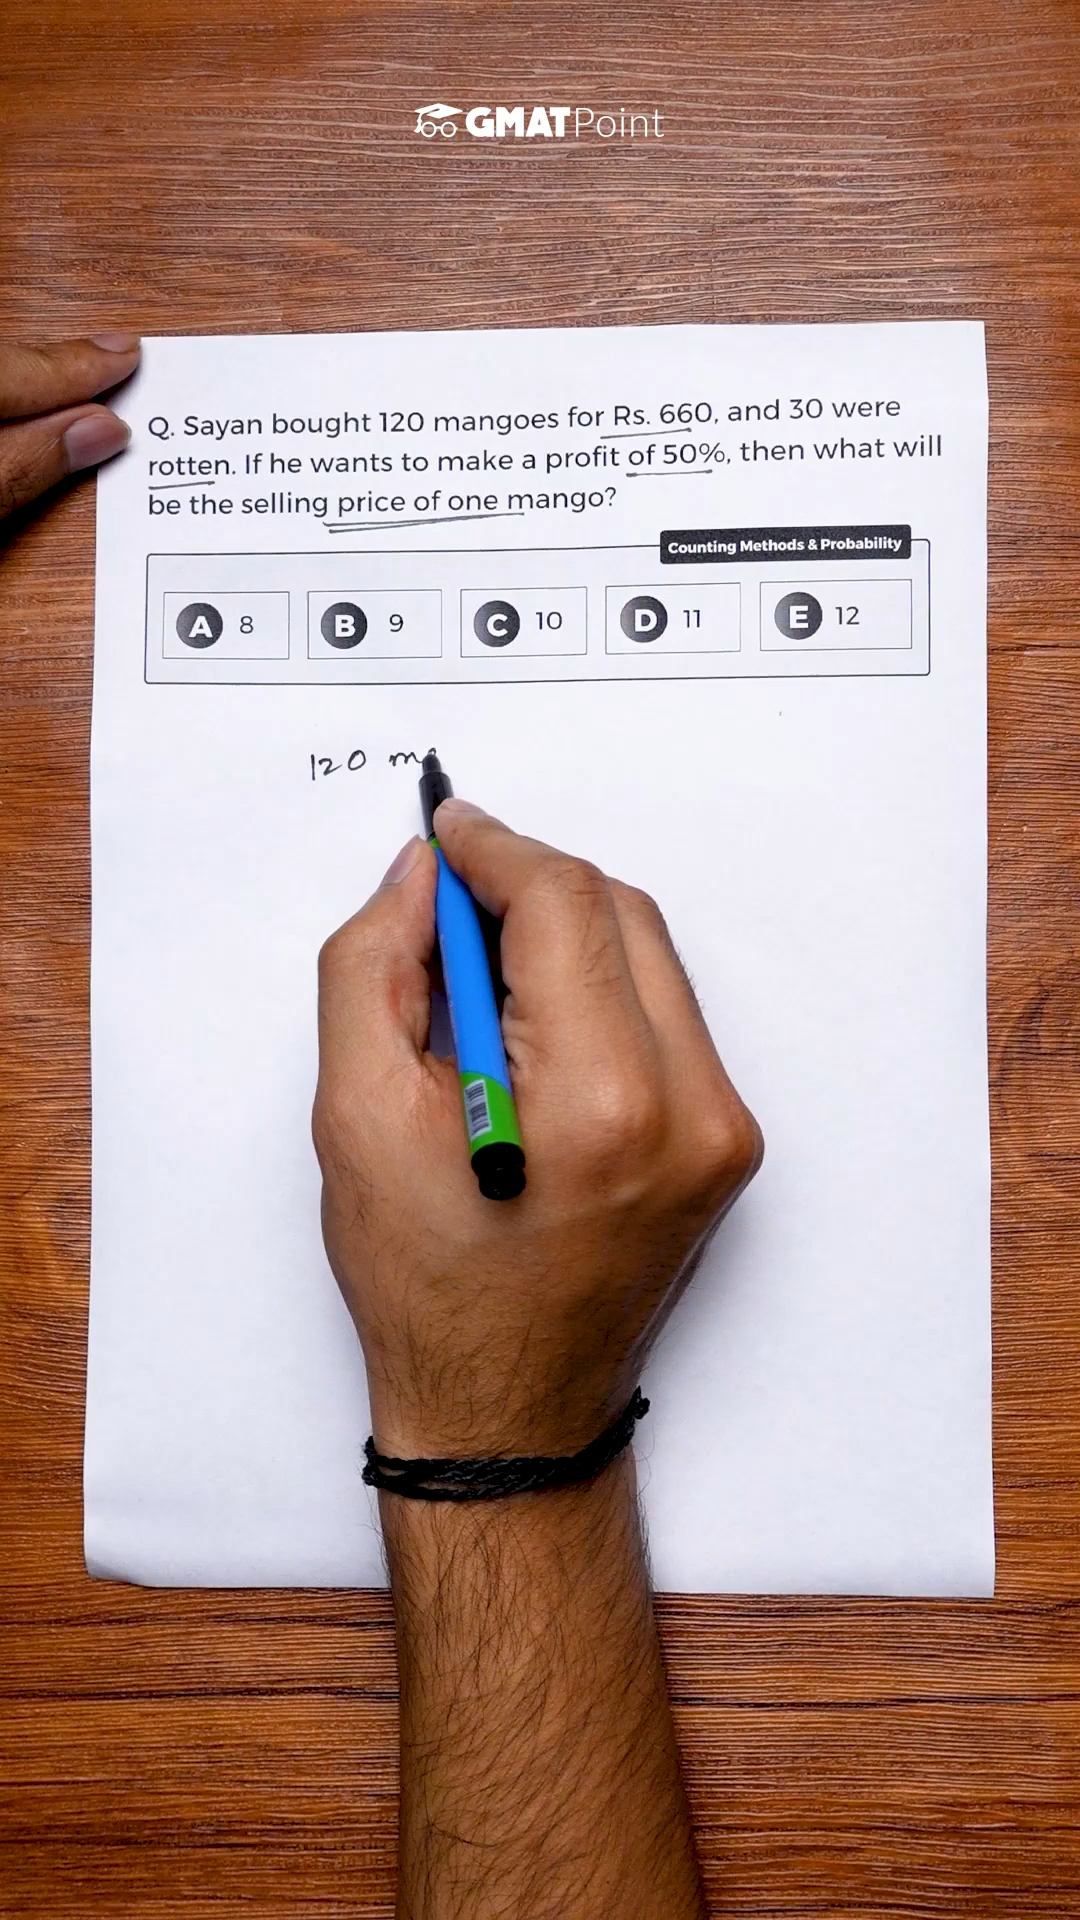 GMATPoint
Q. Sayan bought 120 mangoes for Rs. 660, and 30 were
rotten. If he wants to make a profit of 50%, then what will
be the selling price of one mango?
Counting Methods & Probability
A 8 B 9 C 10 D 11 E 12
120